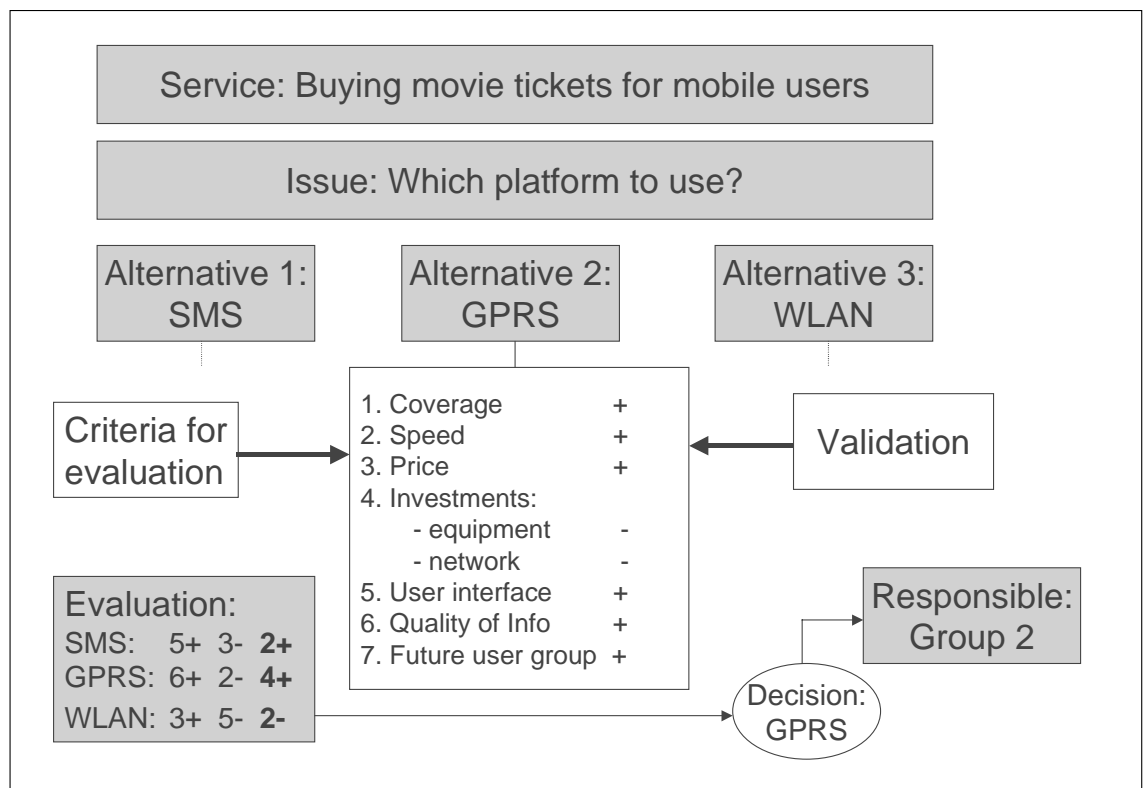 Service: Buying movie tickets for mobile users
Issue: Which platform to use?
Alternative 1:
SMS
Alternative 2:
GPRS
Alternative 3:
WLAN
Criteria for
evaluation
1. Coverage +
2. Speed +
3. Price +
4. Investments:
- equipment -
- network -
5. User interface +
6. Quality of Info +
7. Future user group +
Validation
Evaluation:
SMS: 5+ 3- 2+
GPRS: 6+ 2- 4+
WLAN: 3+ 5- 2-
Decision:
GPRS
Responsible:
Group 2